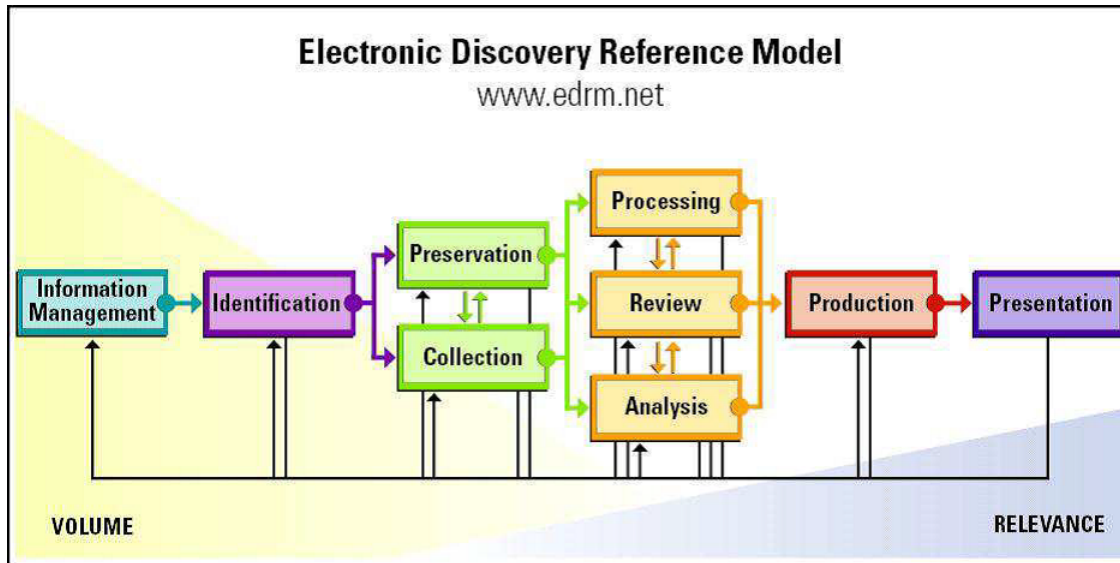 Electronic Discovery Reference Model
www.edrm.net
Information
Management
Identification
Preservation
Collection
Processing
Review
Analysis
Production
Presentation
VOLUME
RELEVANCE